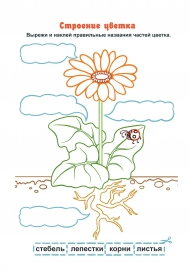 Строение цветка
Вырежи и наклей правильные названия частей цветка.
стебель лепестки корни листья